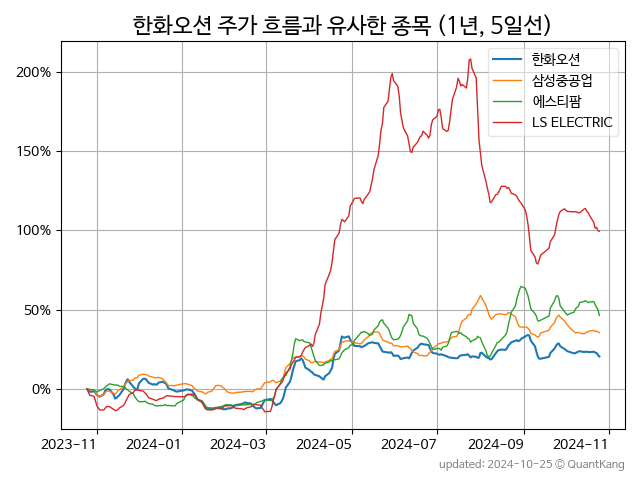 한화오션 주가 흐름과 유사한 종목 (1년, 5일선)
한화오션
삼성중공업
에스티팜
LS ELECTRIC
200%
150%
100%
50%
0%
2023-11 2024-01 2024-03 2024-05 2024-07 2024-09 2024-11
updated: 2024-10-25 © QuantKang